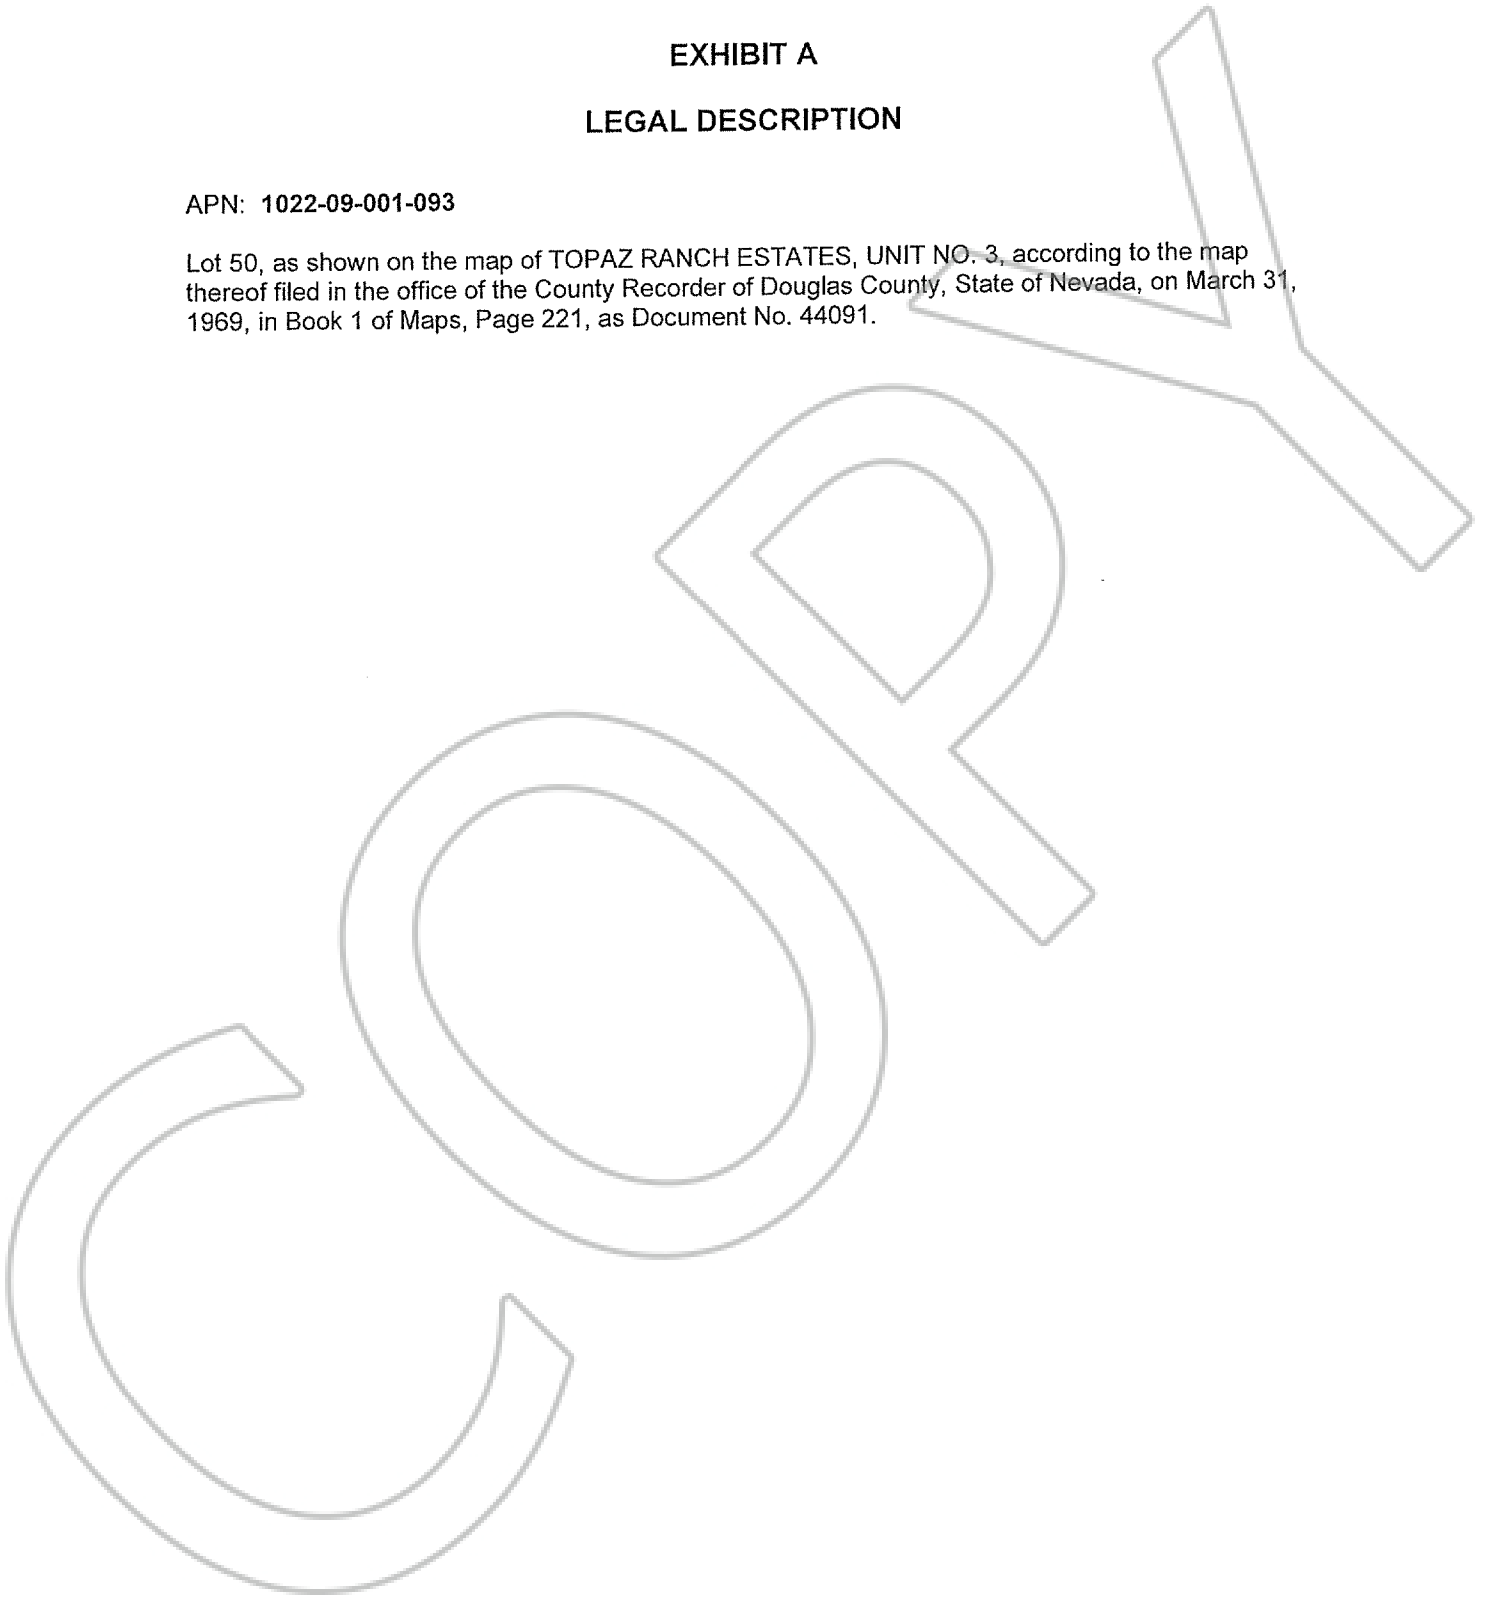 EXHIBIT A
LEGAL DESCRIPTION
APN: 1022-09-001-093
Lot 50, as shown on the map of TOPAZ RANCH ESTATES, UNIT NO. 3, according to the map
thereof filed in the office of the County Recorder of Douglas County, State of Nevada, on March 31,
1969, in Book 1 of Maps, Page 221, as Document No. 44091.
COPY